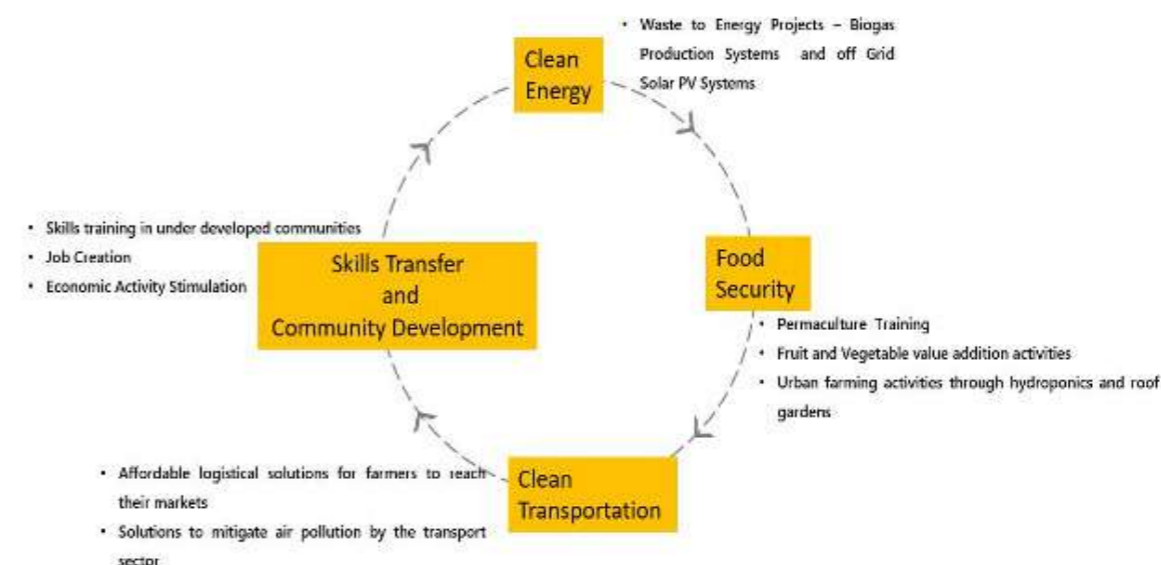 Clean
Energy
• Waste to Energy Projects – Biogas
Production Systems and off Grid
Solar PV Systems
Food
Security
• Permaculture Training
• Fruit and Vegetable value addition activities
• Urban farming activities through hydroponics and roof
gardens
Clean
Transportation
• Affordable logistical solutions for farmers to reach
their markets
• Solutions to mitigate air pollution by the transport
sector
Skills Transfer
and
Community Development
• Skills training in under developed communities
• Job Creation
• Economic Activity Stimulation